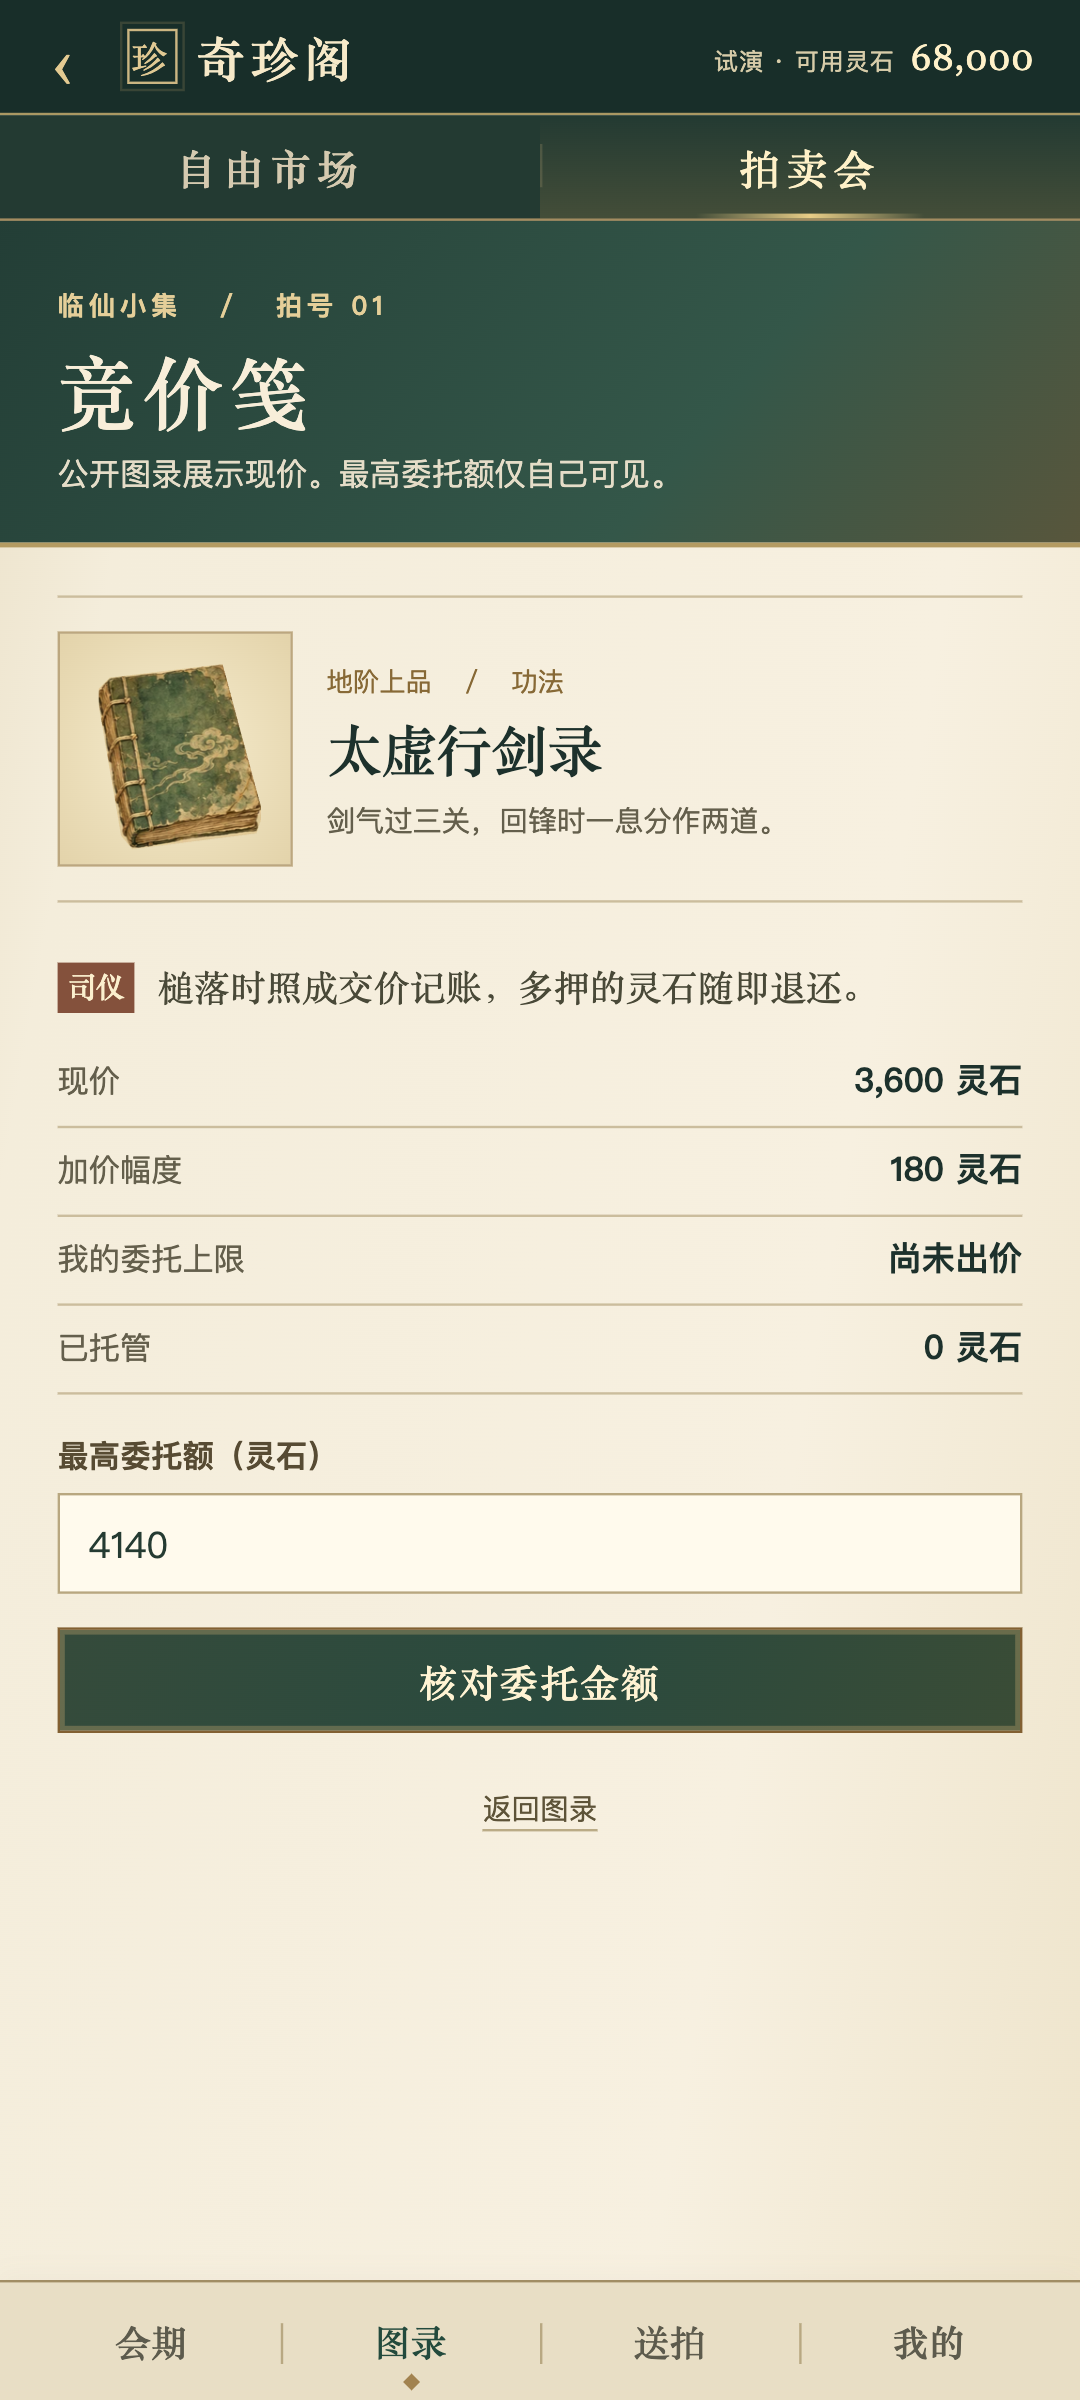 ‹ 珍 奇珍阁 试演 · 可用灵石 68,000
自由市场 拍卖会
临仙小集 / 拍号 01
竞价笺
公开图录展示现价。最高委托额仅自己可见。
地阶上品 / 功法
太虚行剑录
剑气过三关，回锋时一息分作两道。
司仪 槌落时照成交价记账，多押的灵石随即退还。
现价 3,600 灵石
加价幅度 180 灵石
我的委托上限 尚未出价
已托管 0 灵石
最高委托额（灵石）
4140
核对委托金额
返回图录
会期 图录 送拍 我的